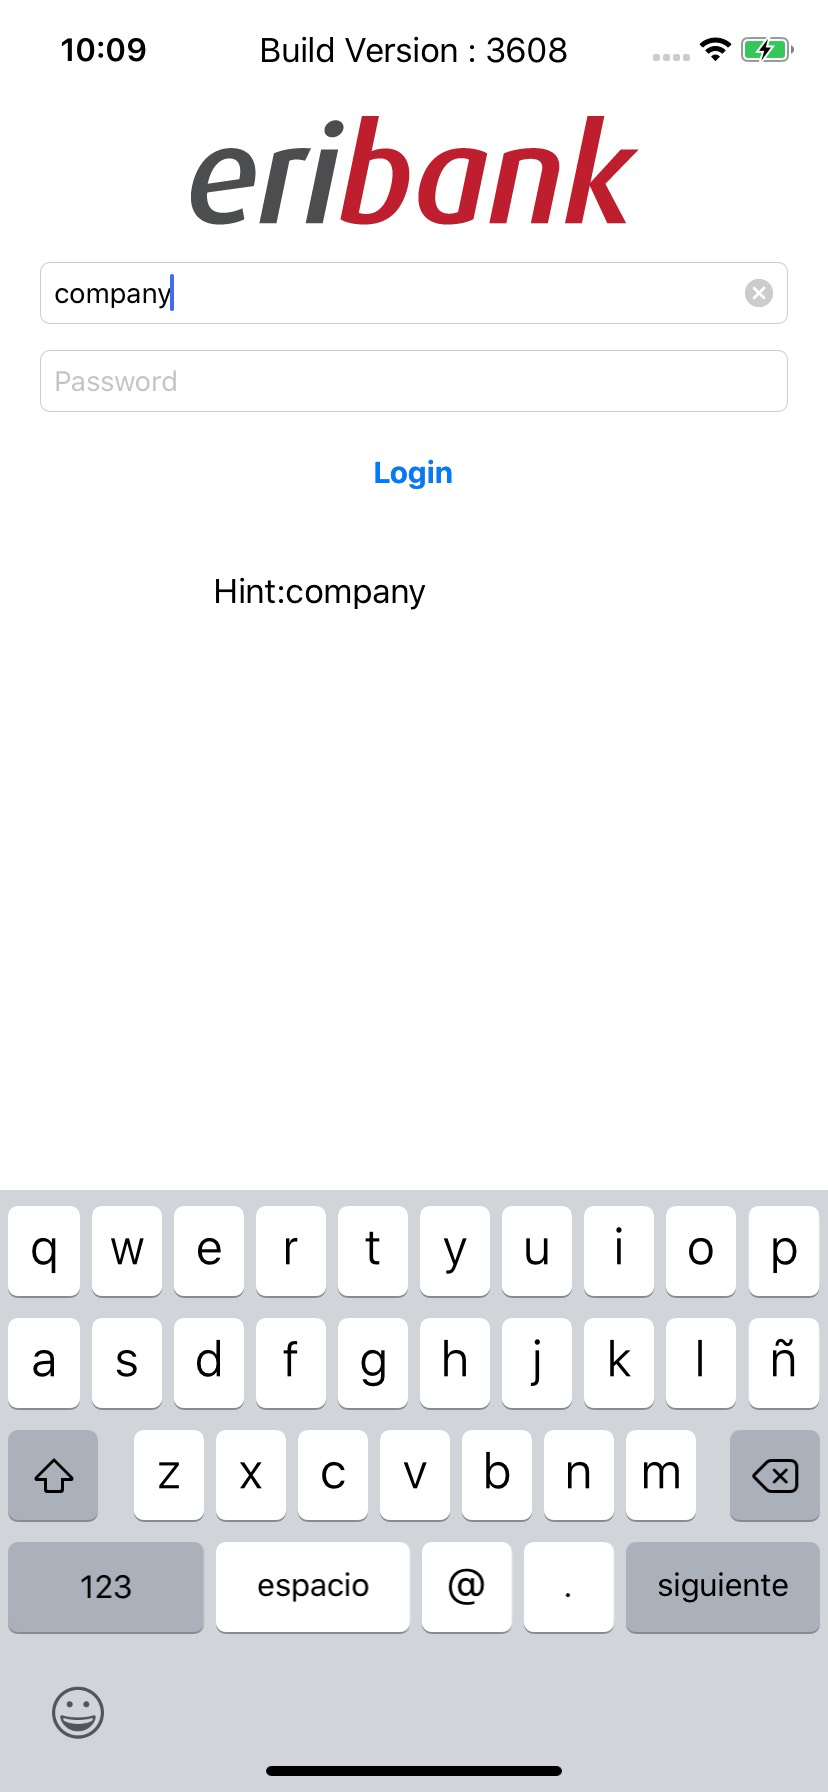 10:09 Build Version : 3608
eribank
company
Password
Login
Hint:company
q w e r t y u i o p
a s d f g h j k l ñ
z x c v b n m
123 espacio @ . siguiente